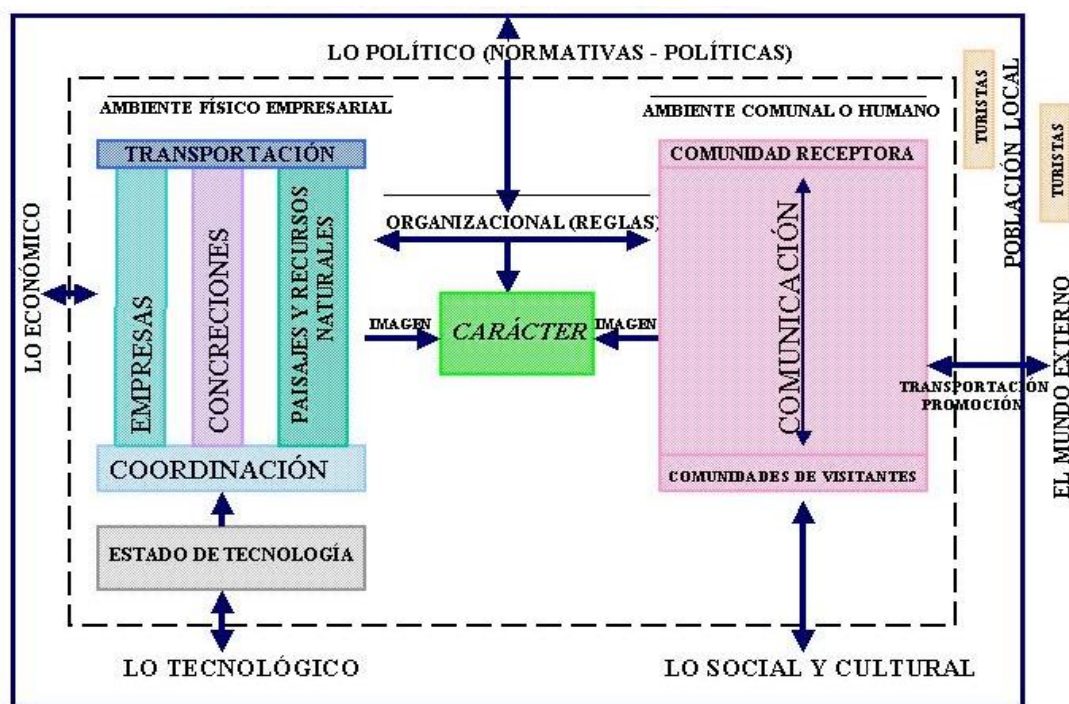 LO POLÍTICO (NORMATIVAS - POLÍTICAS)
AMBIENTE FÍSICO EMPRESARIAL
AMBIENTE COMUNAL O HUMANO
TURISTAS
TURISTAS
POBLACIÓN LOCAL
TRANSPORTACIÓN
COMUNIDAD RECEPTORA
LO ECONÓMICO
EMPRESAS
CONCRECIONES
PAISAJES Y RECURSOS
NATURALES
ORGANIZACIONAL (REGLAS)
IMAGEN
CARÁCTER
IMAGEN
COMUNICACIÓN
TRANSPORTACIÓN
PROMOCIÓN
EL MUNDO EXTERNO
COORDINACIÓN
COMUNIDADES DE VISITANTES
ESTADO DE TECNOLOGÍA
LO TECNOLÓGICO
LO SOCIAL Y CULTURAL